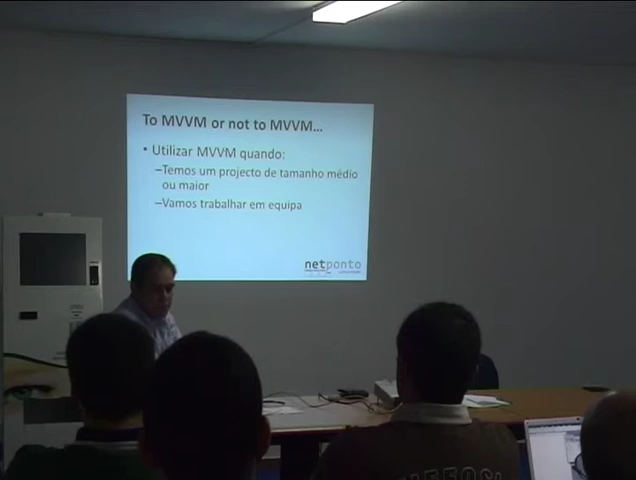 To MVVM or not to MVVM...
• Utilizar MVVM quando:
–Temos um projecto de tamanho médio
ou maior
–Vamos trabalhar em equipa
netponto